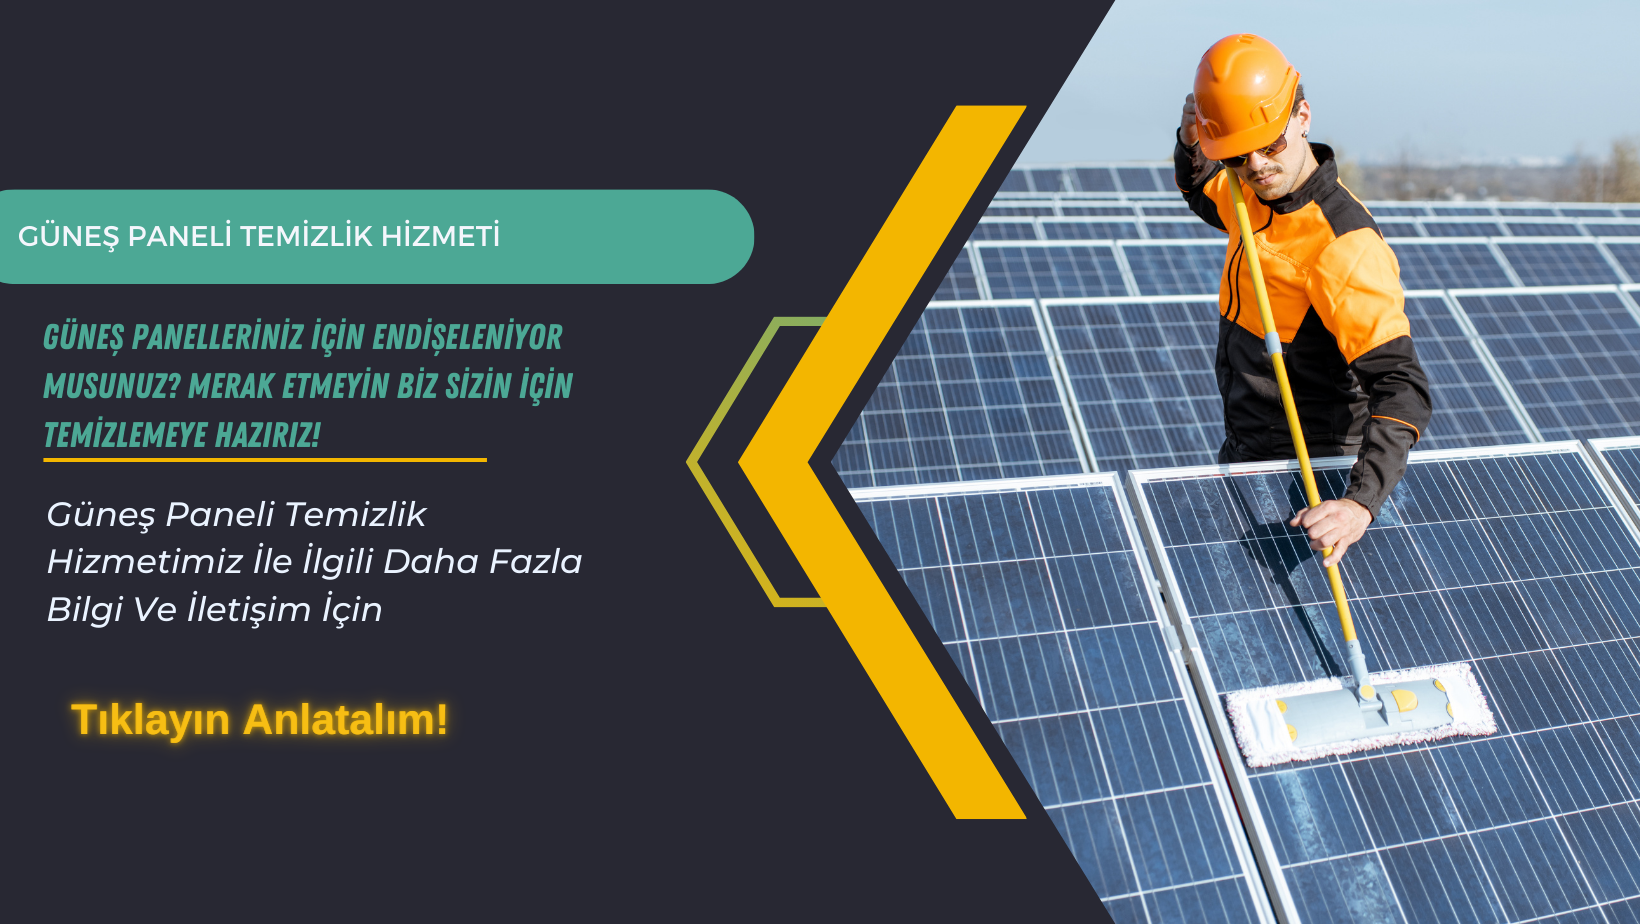 GÜNEŞ PANELİ TEMİZLİK HİZMETİ
GÜNEŞ PANELLERİNİZ İÇİN ENDİŞELENİYOR
MUSUNUZ? MERAK ETMEYİN BİZ SİZİN İÇİN
TEMİZLEMEYE HAZIRIZ!
Güneş Paneli Temizlik
Hizmetimiz İle İlgili Daha Fazla
Bilgi Ve İletişim İçin
Tıklayın Anlatalım!